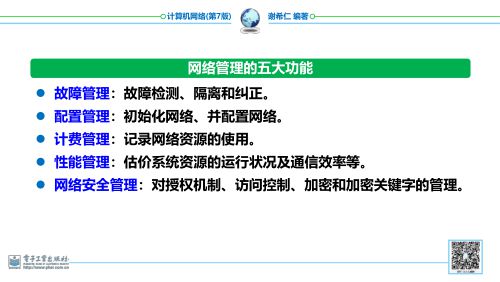 计算机网络(第7版)
谢希仁 编著
网络管理的五大功能
● 故障管理：故障检测、隔离和纠正。
● 配置管理：初始化网络、并配置网络。
● 计费管理：记录网络资源的使用。
● 性能管理：估价系统资源的运行状况及通信效率等。
● 网络安全管理：对授权机制、访问控制、加密和加密关键字的管理。
电子工业出版社
http://www.phei.com.cn